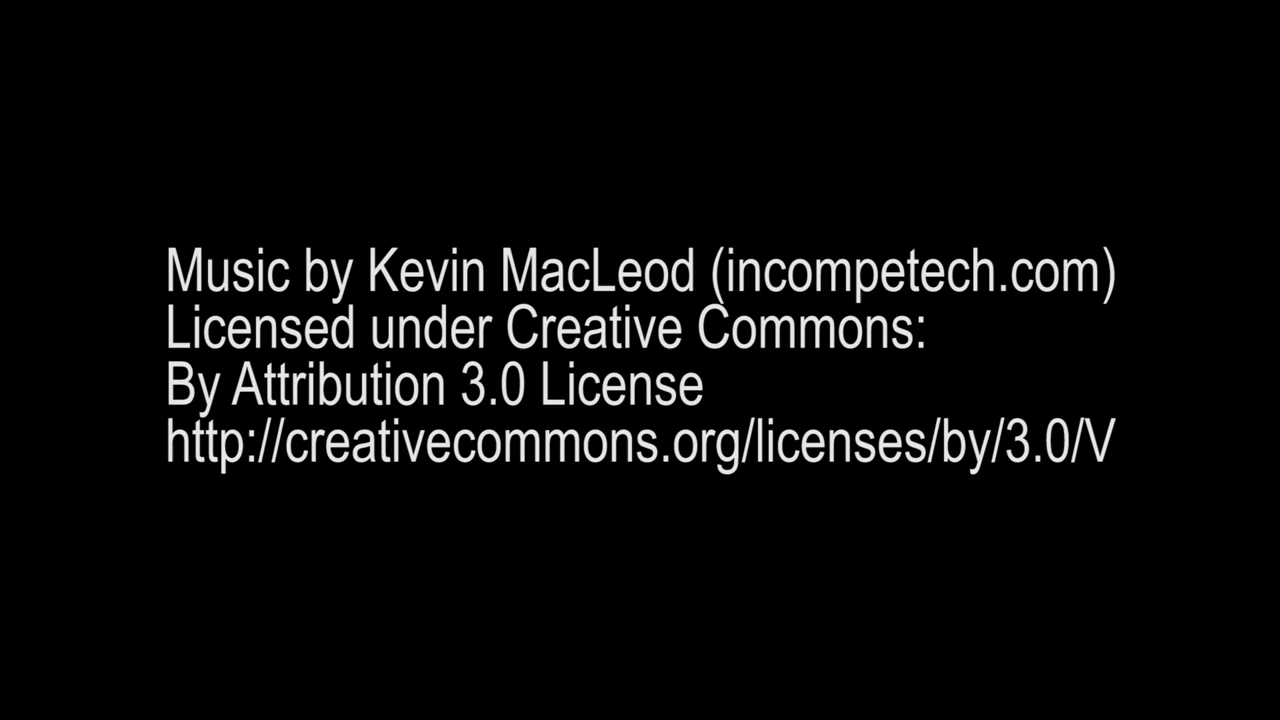 Music by Kevin MacLeod (incompetech.com)
Licensed under Creative Commons:
By Attribution 3.0 License
http://creativecommons.org/licenses/by/3.0/V